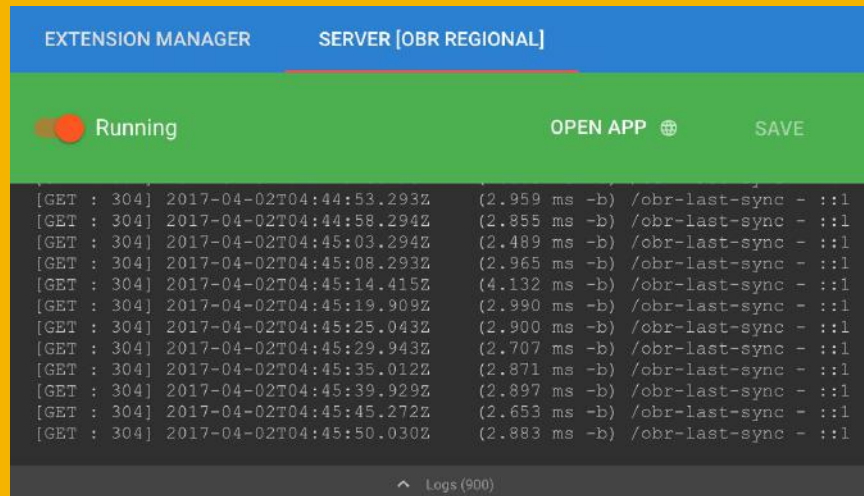 EXTENSION MANAGER SERVER [OBR REGIONAL]
Running OPEN APP SAVE
[GET : 304] 2017-04-02T04:44:53.293Z (2.959 ms -b) /obr-last-sync - ::1
[GET : 304] 2017-04-02T04:44:58.294Z (2.855 ms -b) /obr-last-sync - ::1
[GET : 304] 2017-04-02T04:45:03.294Z (2.489 ms -b) /obr-last-sync - ::1
[GET : 304] 2017-04-02T04:45:08.293Z (2.965 ms -b) /obr-last-sync - ::1
[GET : 304] 2017-04-02T04:45:14.415Z (4.132 ms -b) /obr-last-sync - ::1
[GET : 304] 2017-04-02T04:45:19.909Z (2.990 ms -b) /obr-last-sync - ::1
[GET : 304] 2017-04-02T04:45:25.043Z (2.900 ms -b) /obr-last-sync - ::1
[GET : 304] 2017-04-02T04:45:29.943Z (2.707 ms -b) /obr-last-sync - ::1
[GET : 304] 2017-04-02T04:45:35.012Z (2.871 ms -b) /obr-last-sync - ::1
[GET : 304] 2017-04-02T04:45:39.929Z (2.897 ms -b) /obr-last-sync - ::1
[GET : 304] 2017-04-02T04:45:45.272Z (2.653 ms -b) /obr-last-sync - ::1
[GET : 304] 2017-04-02T04:45:50.030Z (2.883 ms -b) /obr-last-sync - ::1
Logs (900)